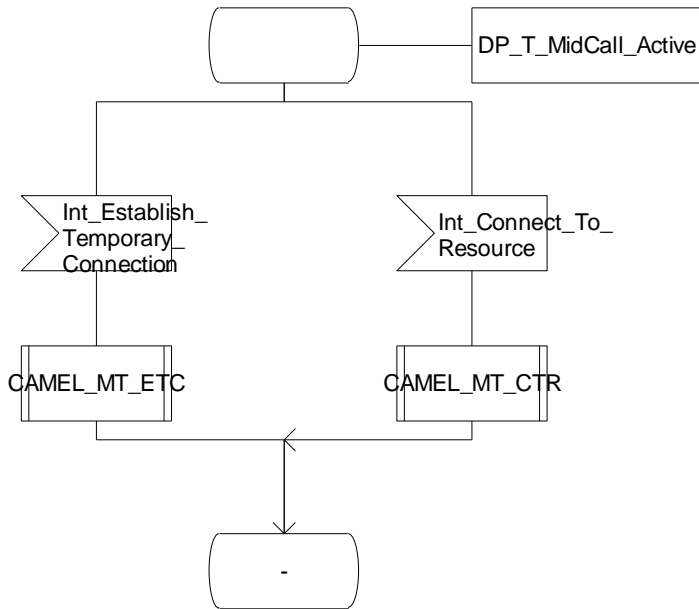 DP_T_MidCall_Active
Int_Establish_
Temporary_
Connection
Int_Connect_To_
Resource
CAMEL_MT_ETC
CAMEL_MT_CTR
-